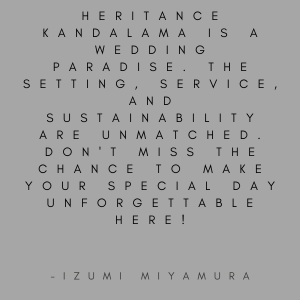 HERITANCE
KANDALAMA IS A
WEDDING
PARADISE. THE
SETTING, SERVICE,
AND
SUSTAINABILITY
ARE UNMATCHED.
DON'T MISS THE
CHANCE TO MAKE
YOUR SPECIAL DAY
UNFORGETTABLE
HERE!
-IZUMI MIYAMURA